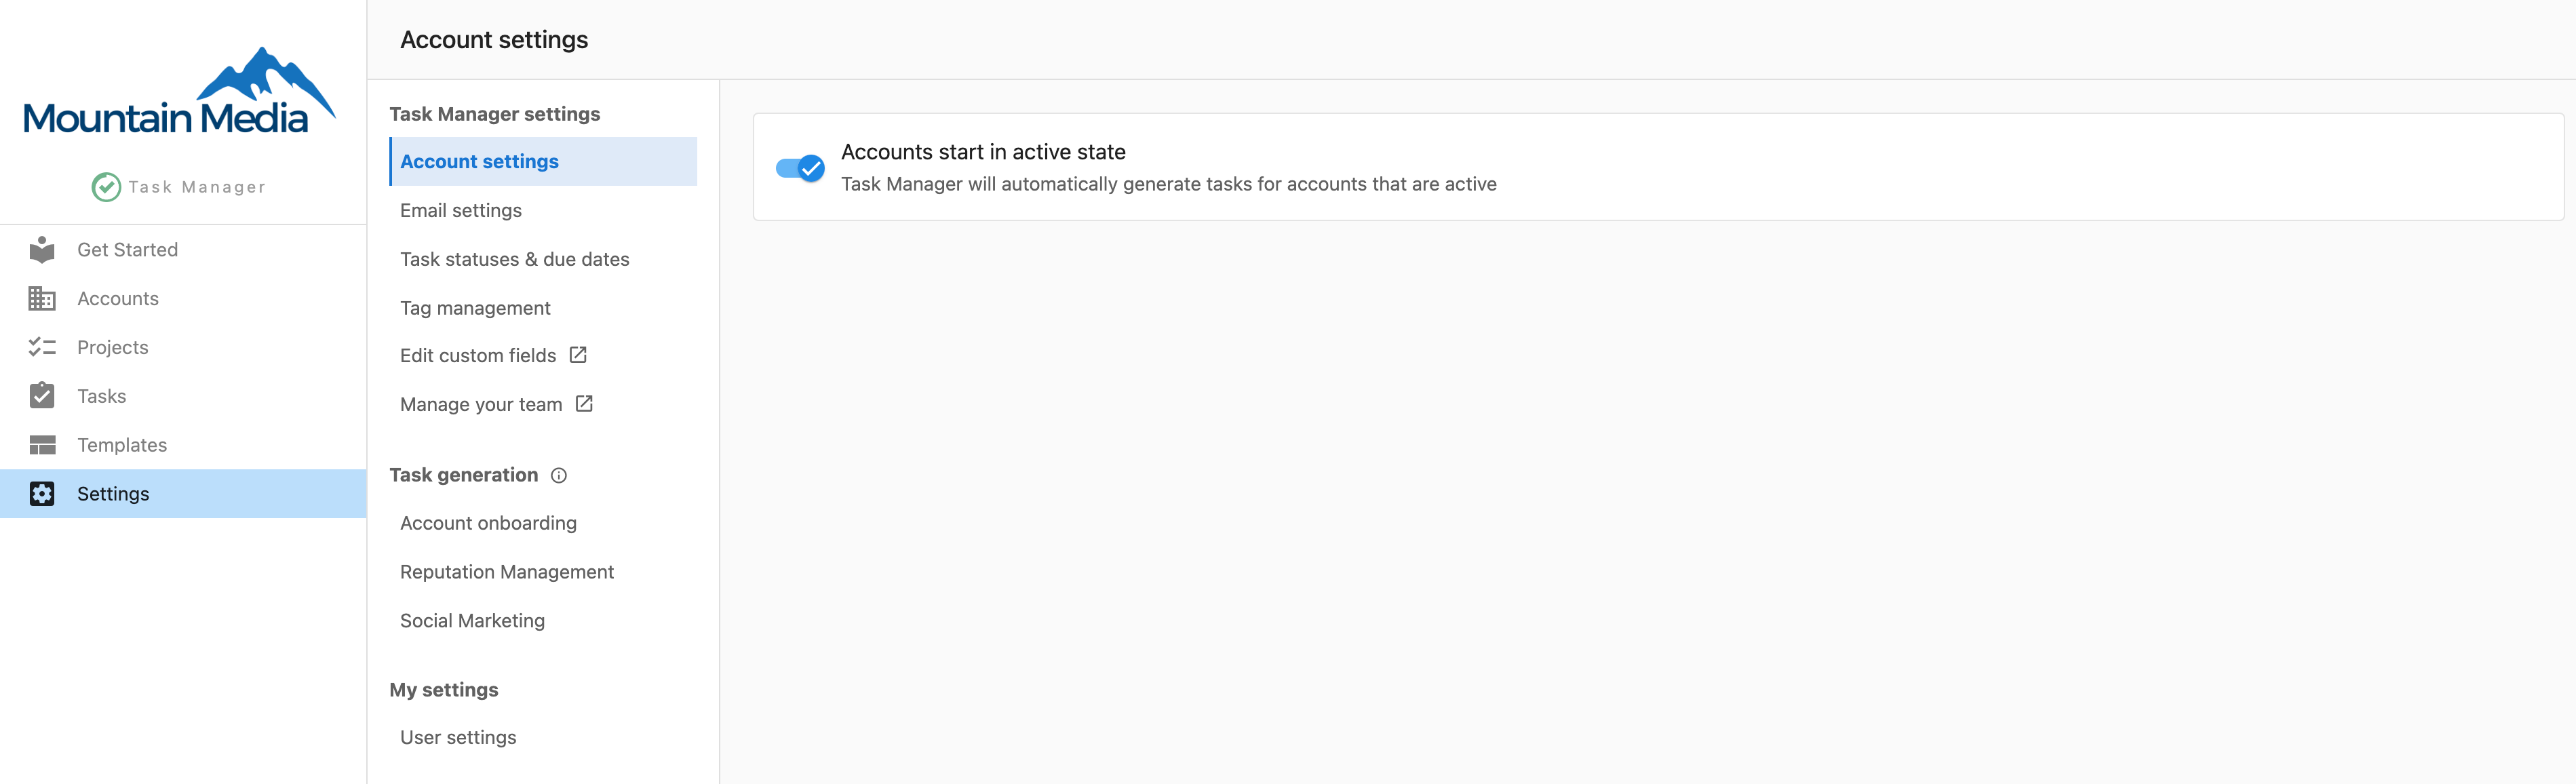 Mountain Media
Task Manager
Get Started
Accounts
Projects
Tasks
Templates
Settings
Account settings
Task Manager settings
Account settings
Email settings
Task statuses & due dates
Tag management
Edit custom fields
Manage your team
Task generation
Account onboarding
Reputation Management
Social Marketing
My settings
User settings
Accounts start in active state
Task Manager will automatically generate tasks for accounts that are active